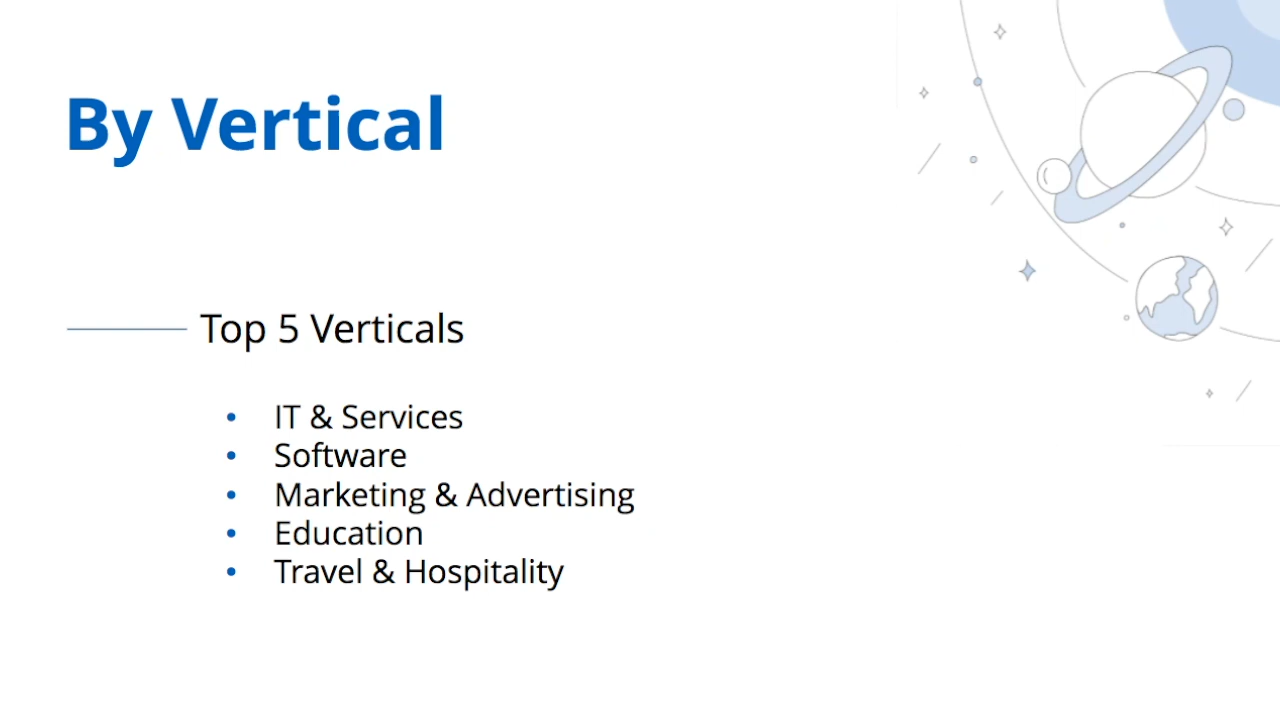 By Vertical
Top 5 Verticals
• IT & Services
• Software
• Marketing & Advertising
• Education
• Travel & Hospitality